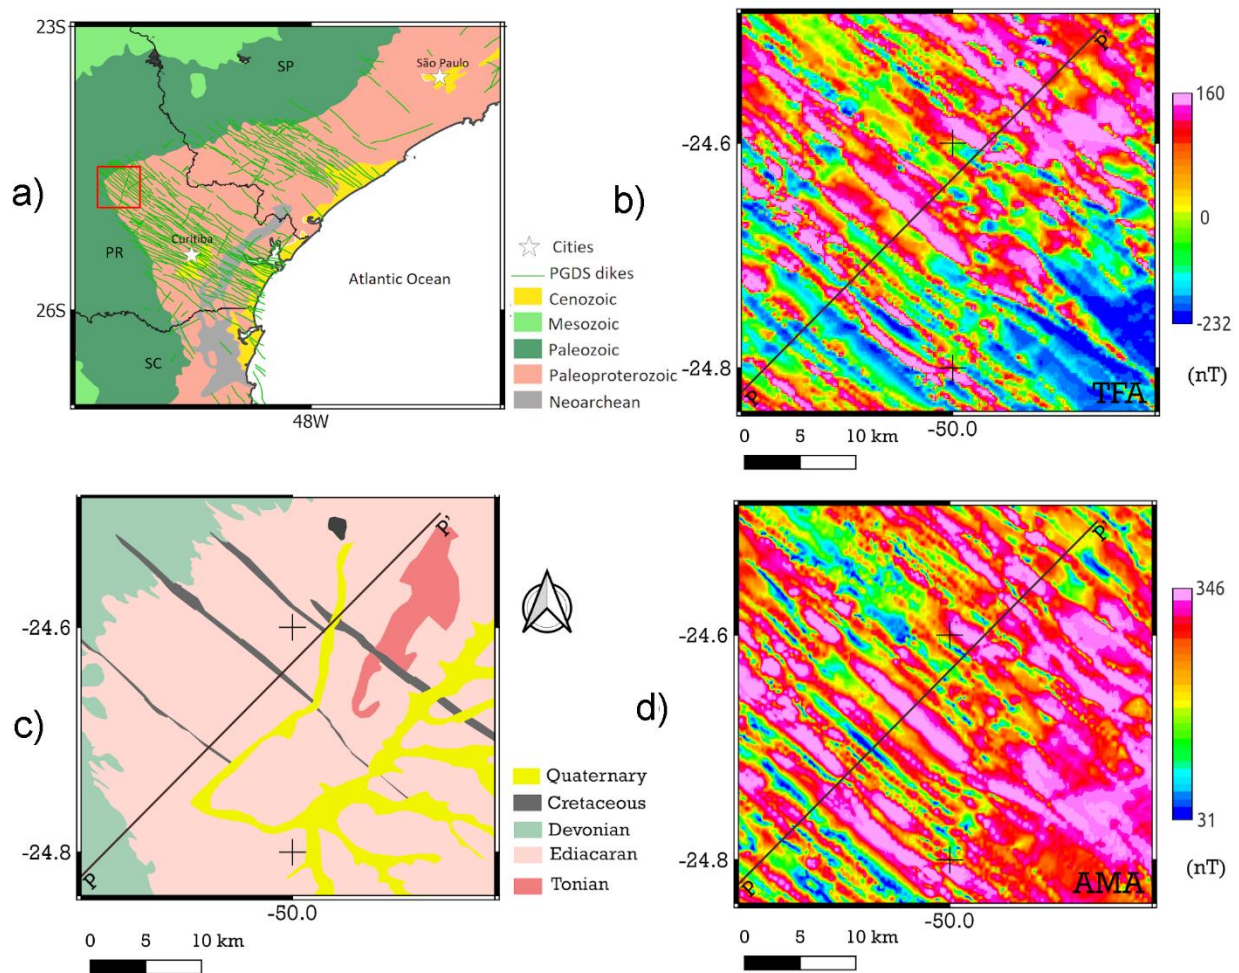 a)
23S
26S
48W
SP
São Paulo
PR
Curitiba
SC
Atlantic Ocean
Cities
PGDS dikes
Cenozoic
Mesozoic
Paleozoic
Paleoproterozoic
Neoarchean
b)
-24.6
-24.8
-50.0
P
P'
TFA
160
0
-232
(nT)
0 5 10 km
c)
-24.6
-24.8
-50.0
P
P'
Quaternary
Cretaceous
Devonian
Ediacaran
Tonian
0 5 10 km
d)
-24.6
-24.8
-50.0
P
P'
AMA
346
31
(nT)
0 5 10 km